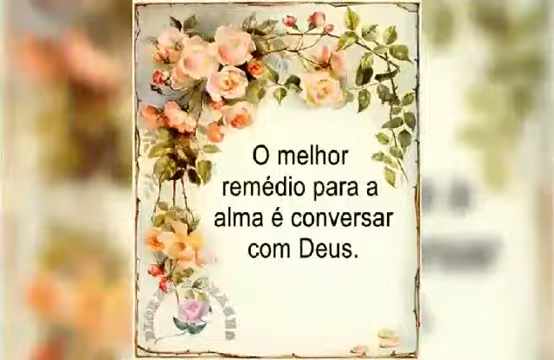 O melhor
remédio para a
alma é conversar
com Deus.